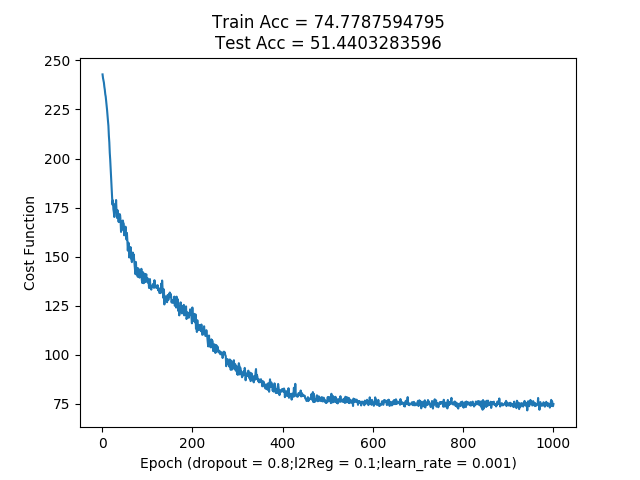 Train Acc = 74.7787594795
Test Acc = 51.4403283596
250
225
200
175
150
125
100
75
Cost Function
0 200 400 600 800 1000
Epoch (dropout = 0.8;l2Reg = 0.1;learn_rate = 0.001)